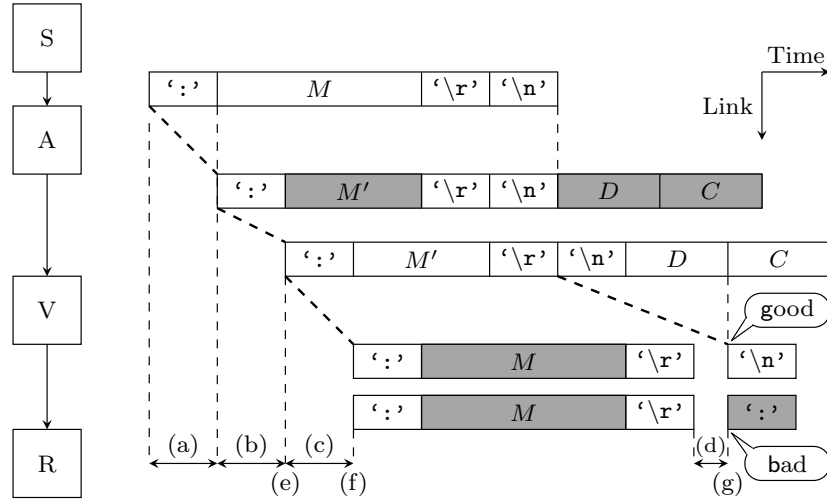 S
Time
‘:’ M ‘\r’ ‘\n’
Link
A
‘:’ M′ ‘\r’ ‘\n’ D C
‘:’ M′ ‘\r’ ‘\n’ D C
V
good
‘:’ M ‘\r’ ‘\n’
‘:’ M ‘\r’ ‘:’
(a) (b) (c) (d)
R
bad
(e) (f) (g)